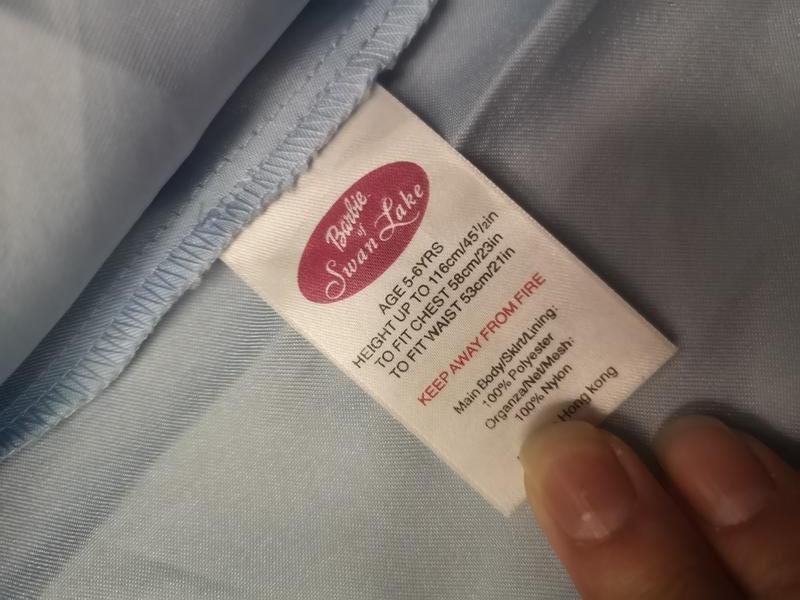 Barbie
of
Swan Lake
AGE 5-6YRS
HEIGHT UP TO 116cm/45½in
TO FIT CHEST 58cm/23in
TO FIT WAIST 53cm/21in
KEEP AWAY FROM FIRE
Main Body/Skin/Lining:
100% Polyester
Organza/Net/Mesh:
100% Nylon
Hong Kong